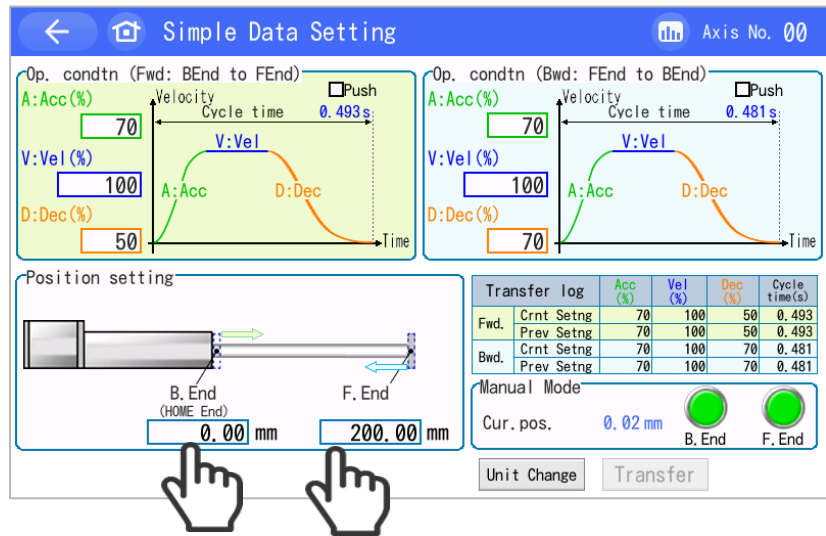 Simple Data Setting
Axis No. 00
Op. condtn (Fwd: BEnd to FEnd)
A:Acc(%)
70
V:Vel(%)
100
D:Dec(%)
50
Push
Velocity
Cycle time 0.493s
V:Vel
A:Acc
D:Dec
Time
Op. condtn (Bwd: FEnd to BEnd)
A:Acc(%)
70
V:Vel(%)
100
D:Dec(%)
70
Push
Velocity
Cycle time 0.481s
V:Vel
A:Acc
D:Dec
Time
Position setting
B.End
(HOME End)
0.00 mm
F.End
200.00 mm
Transfer log Acc (%) Vel (%) Dec (%) Cycle time(s)
Fwd. Crnt Setng 70 100 50 0.493
Prev Setng 70 100 50 0.493
Bwd. Crnt Setng 70 100 70 0.481
Prev Setng 70 100 70 0.481
Manual Mode
Cur.pos. 0.02 mm
B.End
F.End
Unit Change
Transfer